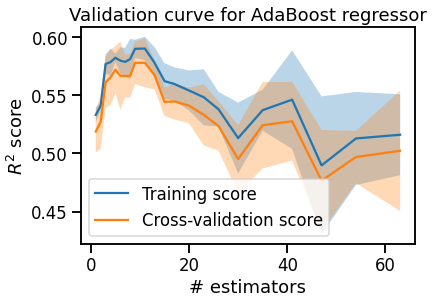 Validation curve for AdaBoost regressor
R² score
0.60
0.55
0.50
0.45
Training score
Cross-validation score
0
20
40
60
# estimators